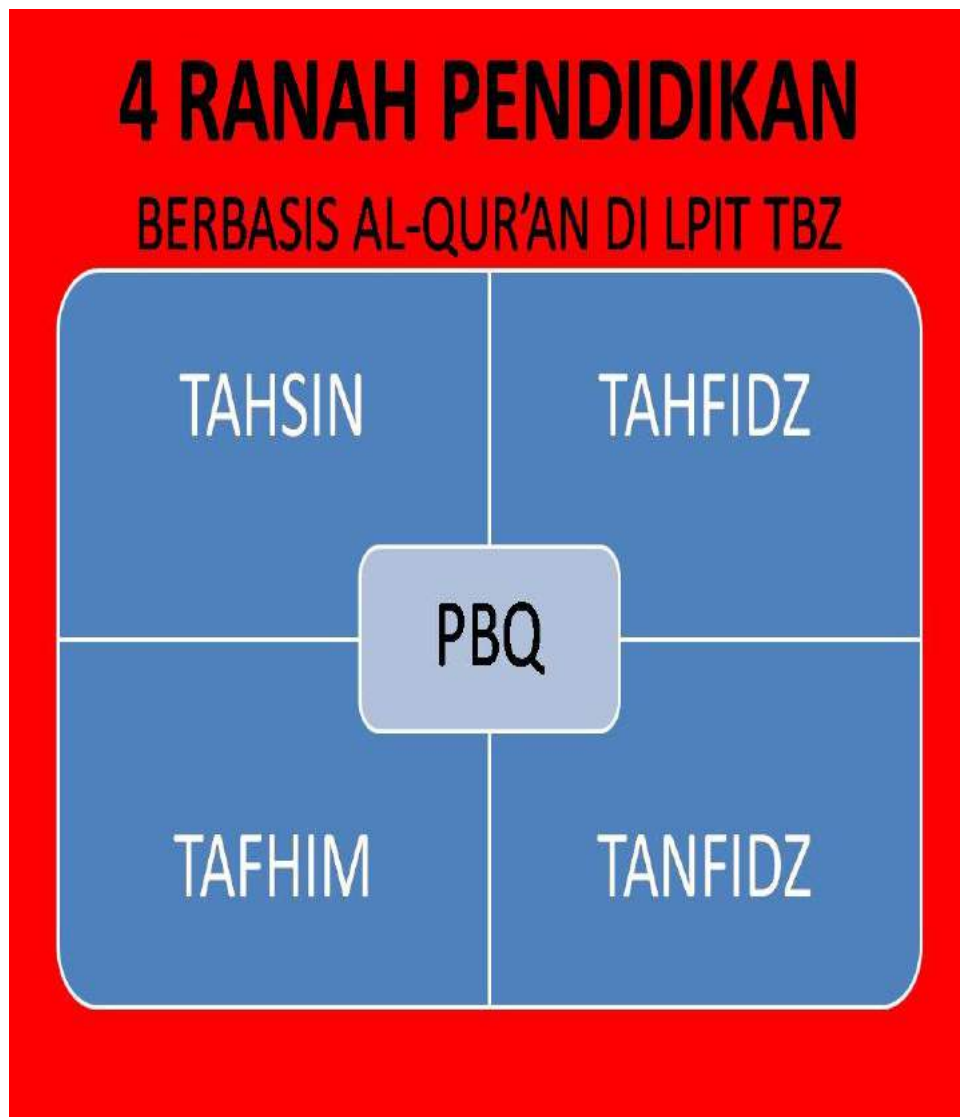 4 RANAH PENDIDIKAN
BERBASIS AL-QUR’AN DI LPIT TBZ
TAHSIN
TAHFIDZ
PBQ
TAFHIM
TANFIDZ